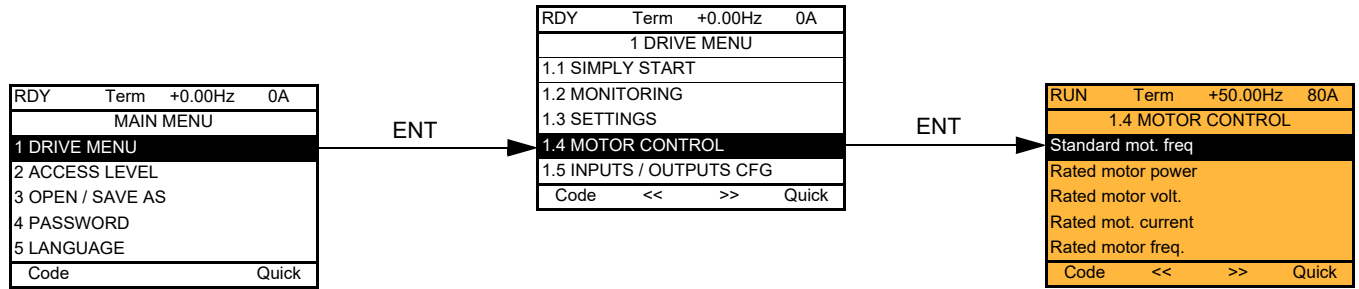 RDY Term +0.00Hz 0A
MAIN MENU
1 DRIVE MENU
2 ACCESS LEVEL
3 OPEN / SAVE AS
4 PASSWORD
5 LANGUAGE
Code Quick
ENT
RDY Term +0.00Hz 0A
1 DRIVE MENU
1.1 SIMPLY START
1.2 MONITORING
1.3 SETTINGS
1.4 MOTOR CONTROL
1.5 INPUTS / OUTPUTS CFG
Code << >> Quick
ENT
RUN Term +50.00Hz 80A
1.4 MOTOR CONTROL
Standard mot. freq
Rated motor power
Rated motor volt.
Rated mot. current
Rated motor freq.
Code << >> Quick